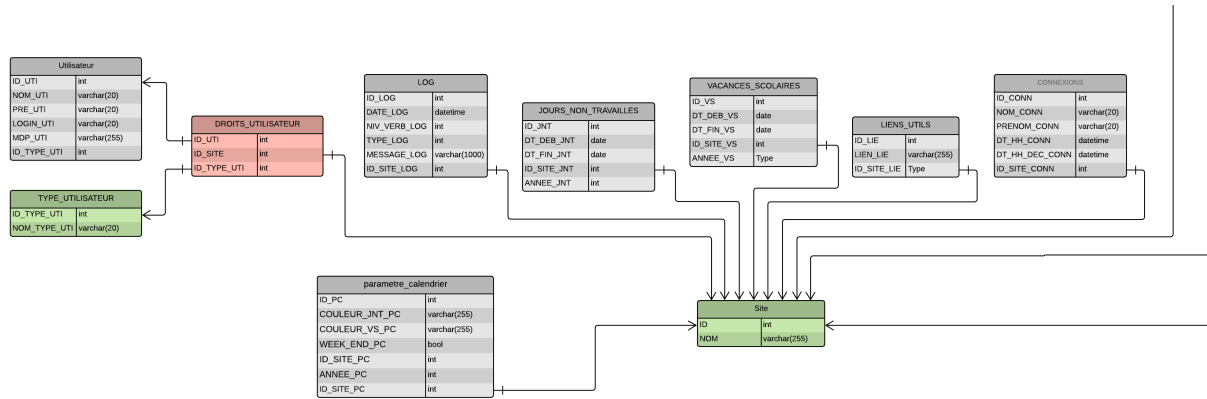 Utilisateur
ID_UTI int
NOM_UTI varchar(20)
PRE_UTI varchar(20)
LOGIN_UTI varchar(20)
MDP_UTI varchar(255)
ID_TYPE_UTI int
TYPE_UTILISATEUR
ID_TYPE_UTI int
NOM_TYPE_UTI varchar(20)
DROITS_UTILISATEUR
ID_UTI int
ID_SITE int
ID_TYPE_UTI int
LOG
ID_LOG int
DATE_LOG datetime
NIV_VERB_LOG int
TYPE_LOG int
MESSAGE_LOG varchar(1000)
ID_SITE_LOG int
JOURS_NON_TRAVAILLES
ID_JNT int
DT_DEB_JNT date
DT_FIN_JNT date
ID_SITE_JNT int
ANNEE_JNT int
VACANCES_SCOLAIRES
ID_VS int
DT_DEB_VS date
DT_FIN_VS date
ID_SITE_VS int
ANNEE_VS Type
LIENS_UTILS
ID_LIE int
LIEN_LIE varchar(255)
ID_SITE_LIE Type
CONNEXIONS
ID_CONN int
NOM_CONN varchar(20)
PRENOM_CONN varchar(20)
DT_HH_CONN datetime
DT_HH_DEC_CONN datetime
ID_SITE_CONN int
parametre_calendrier
ID_PC int
COULEUR_JNT_PC varchar(255)
COULEUR_VS_PC varchar(255)
WEEK_END_PC bool
ID_SITE_PC int
ANNEE_PC int
ID_SITE_PC int
Site
ID int
NOM varchar(255)